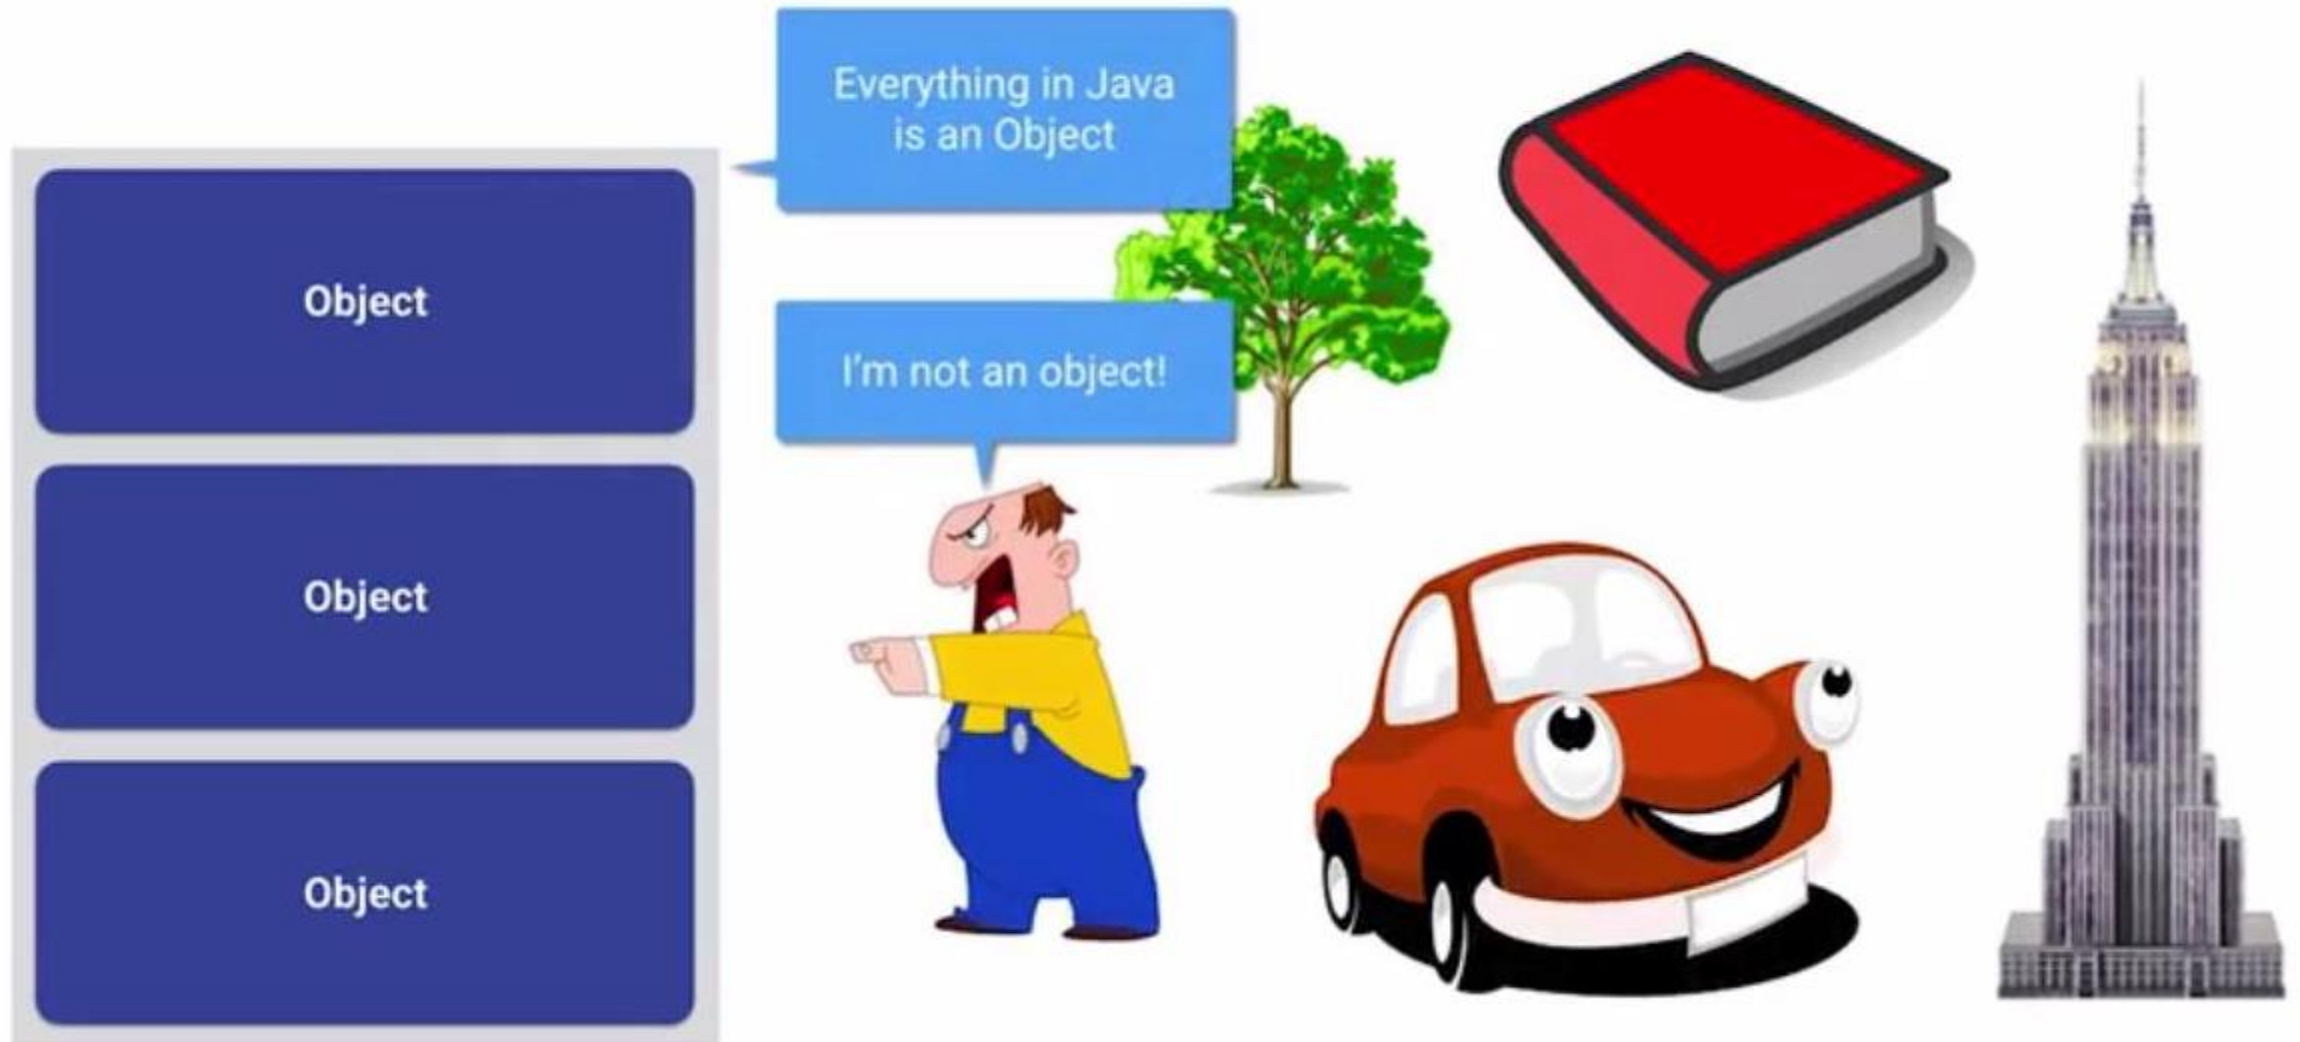 Everything in Java
is an Object
Object
I'm not an object!
Object
Object